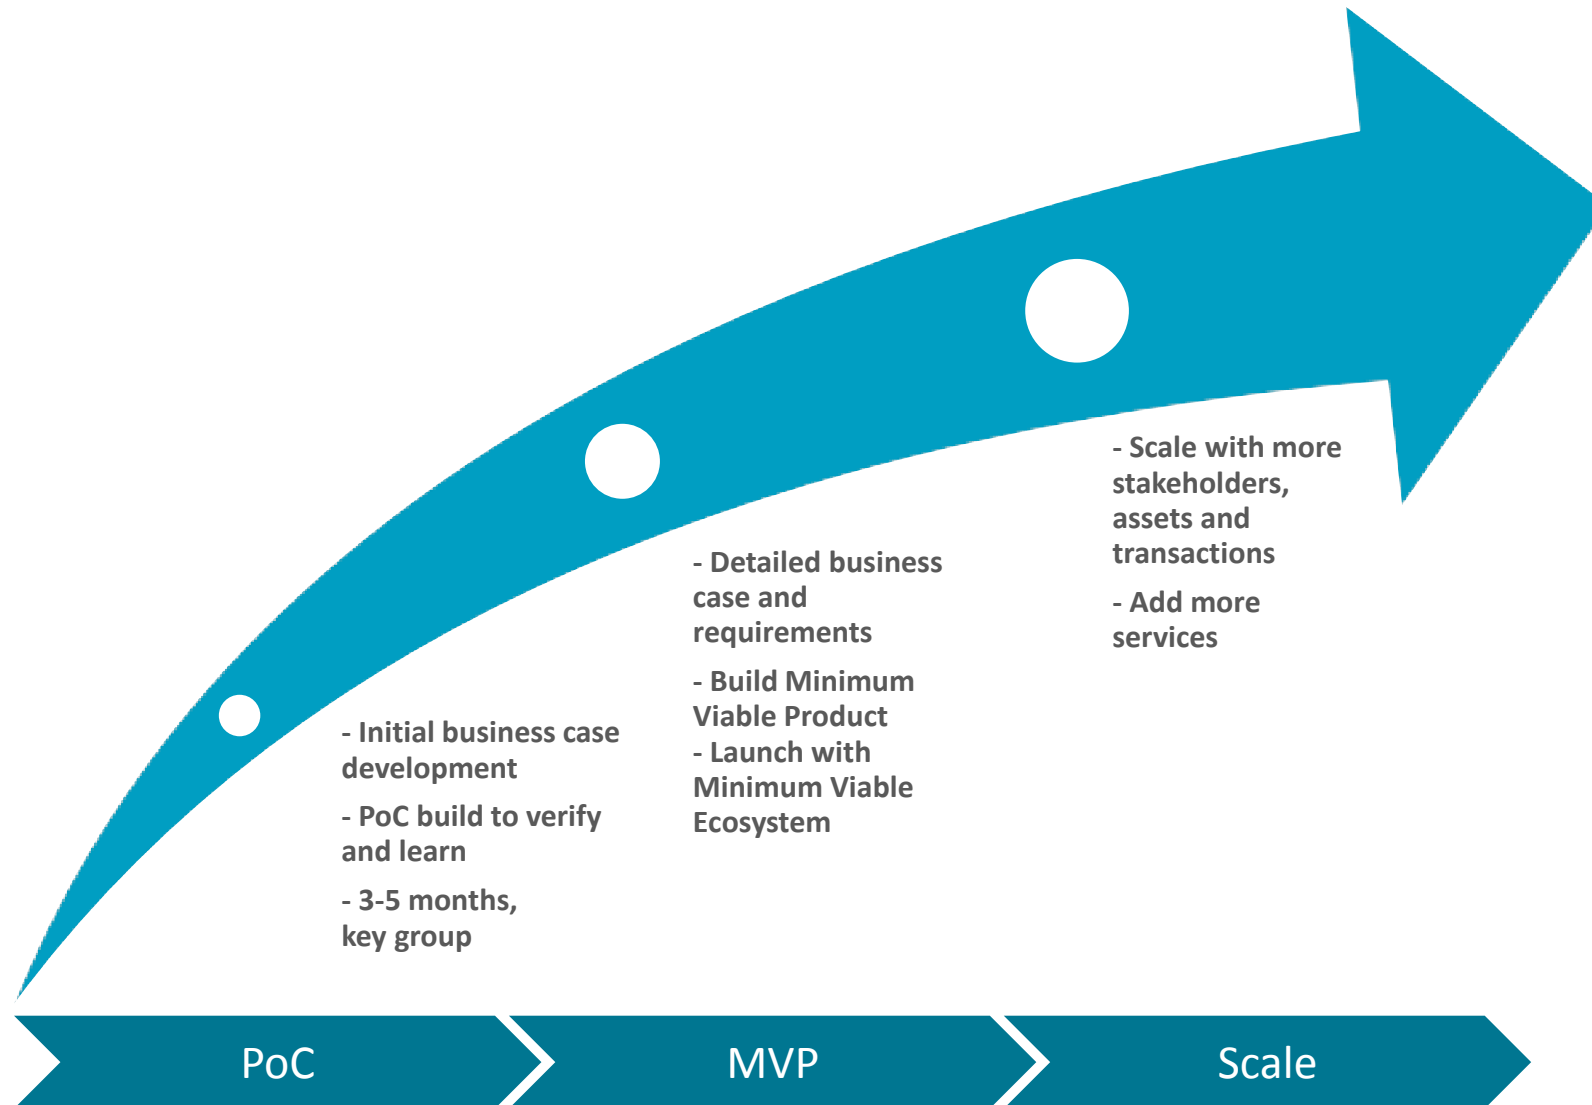 - Initial business case
development
- PoC build to verify
and learn
- 3-5 months,
key group
- Detailed business
case and
requirements
- Build Minimum
Viable Product
- Launch with
Minimum Viable
Ecosystem
- Scale with more
stakeholders,
assets and
transactions
- Add more
services
PoC
MVP
Scale